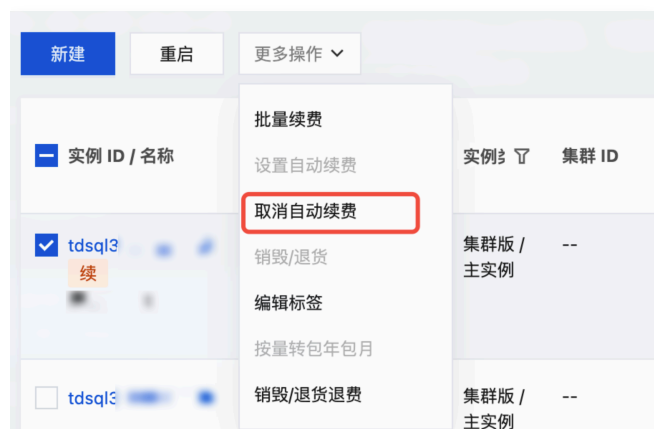 新建 重启 更多操作
批量续费
实例 ID / 名称 设置自动续费 集群 ID
取消自动续费
tdsql3 销毁/退货 集群版 / --
续 主实例
编辑标签
按量转包年包月
tdsql3 销毁/退货退费 集群版 / --
主实例